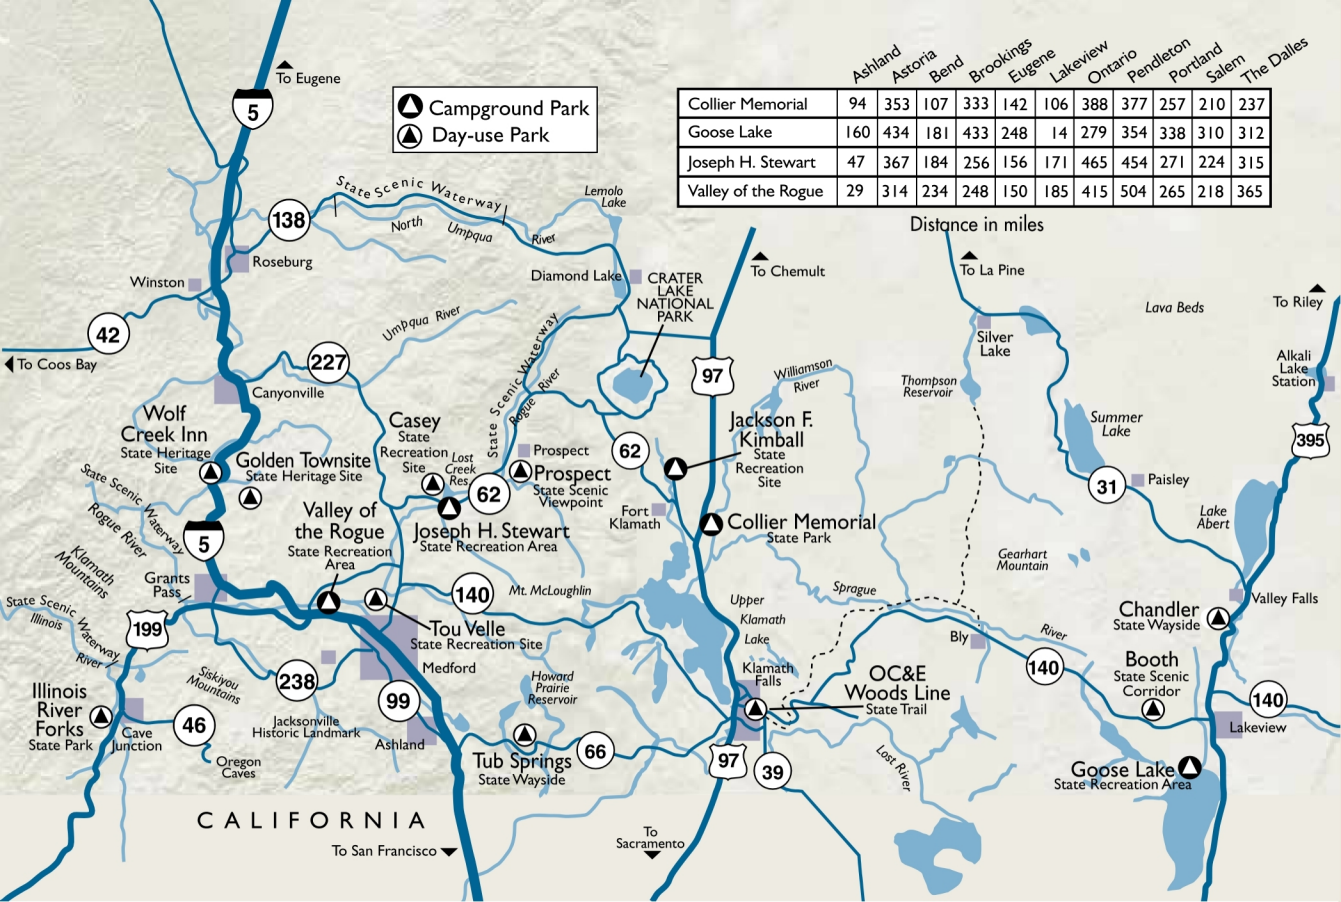 To Eugene
5
Campground Park
Day-use Park
Ashland Astoria Bend Brookings Eugene Lakeview Ontario Pendleton Portland Salem The Dalles
Collier Memorial 94 353 107 333 142 106 388 377 257 210 237
Goose Lake 160 434 181 433 248 14 279 354 338 310 312
Joseph H. Stewart 47 367 184 256 156 171 465 454 271 224 315
Valley of the Rogue 29 314 234 248 150 185 415 504 265 218 365
Distance in miles
State Scenic Waterway
138
North Umpqua River
Lemolo
Lake
Roseburg
Winston
Diamond Lake
CRATER
LAKE
NATIONAL
PARK
To Chemult
To La Pine
Lava Beds
To Riley
42
To Coos Bay
Umpqua River
227
Canyonville
State Scenic Waterway
Rogue River
97
Williamson
River
Silver
Lake
Thompson
Reservoir
Alkali
Lake
Station
395
Summer
Lake
31
Paisley
Lake
Abert
Wolf
Creek Inn
State Heritage
Site
Golden Townsite
State Heritage Site
Casey
State
Recreation
Site
Lost
Creek
Res.
62
Prospect
Prospect
State Scenic
Viewpoint
62
Jackson F.
Kimball
State
Recreation
Site
Fort
Klamath
Collier Memorial
State Park
State Scenic Waterway
Rogue River
5
Valley of
the Rogue
State Recreation
Area
Joseph H. Stewart
State Recreation Area
Klamath
Mountains
Grants
Pass
140
Mt. McLoughlin
Gearhart
Mountain
Sprague River
Valley Falls
Chandler
State Wayside
State Scenic Waterway
Illinois River
199
Tou Velle
State Recreation Site
Medford
Upper
Klamath
Lake
Bly
140
Booth
State Scenic
Corridor
140
Lakeview
Siskiyou
Mountains
238
99
Howard
Prairie
Reservoir
Klamath
Falls
OC&E
Woods Line
State Trail
Illinois
River
Forks
State Park
Cave
Junction
46
Oregon
Caves
Jacksonville
Historic Landmark
Ashland
Tub Springs
State Wayside
66
97
39
Lost River
Goose Lake
State Recreation Area
CALIFORNIA
To San Francisco
To
Sacramento